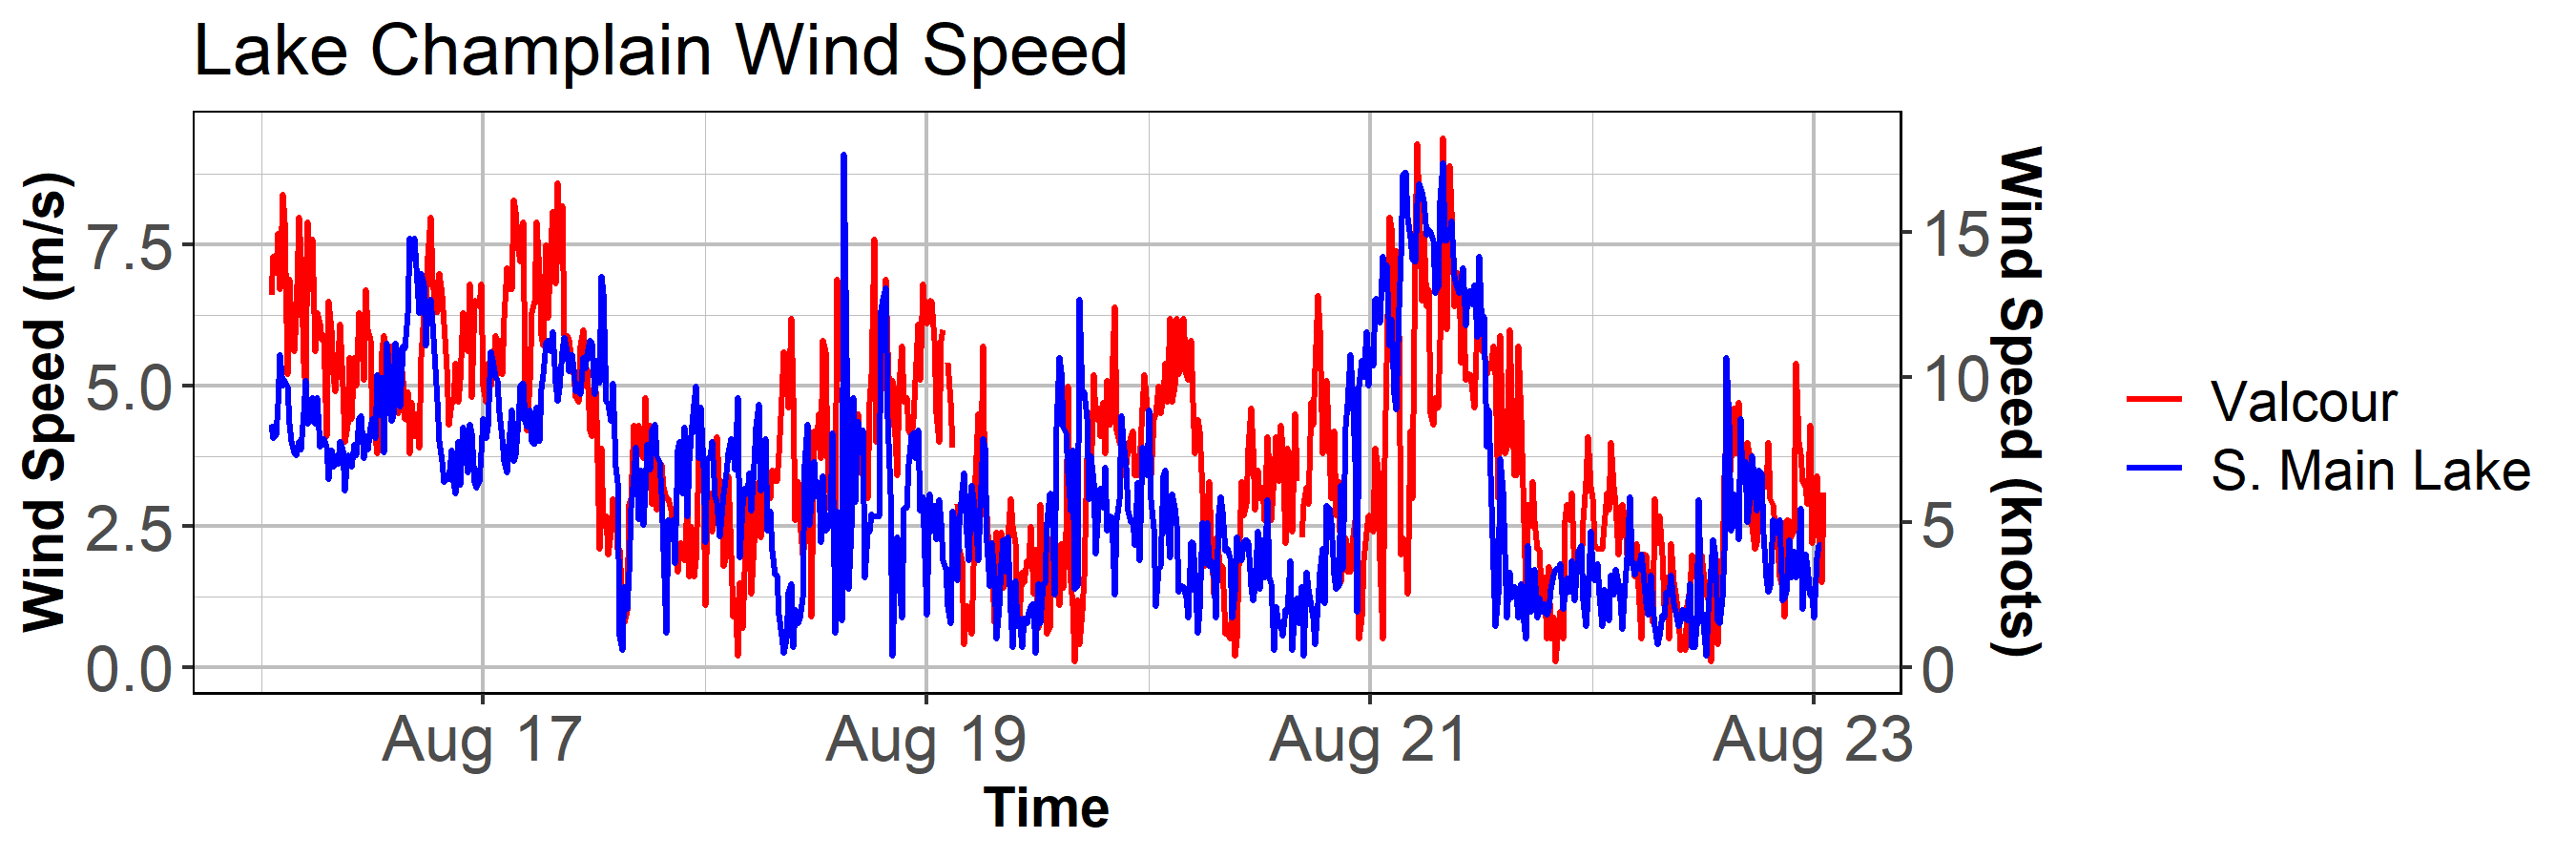 Lake Champlain Wind Speed
Wind Speed (m/s)
7.5
5.0
2.5
0.0
15
10
5
0
Wind Speed (knots)
Valcour
S. Main Lake
Aug 17
Aug 19
Aug 21
Aug 23
Time